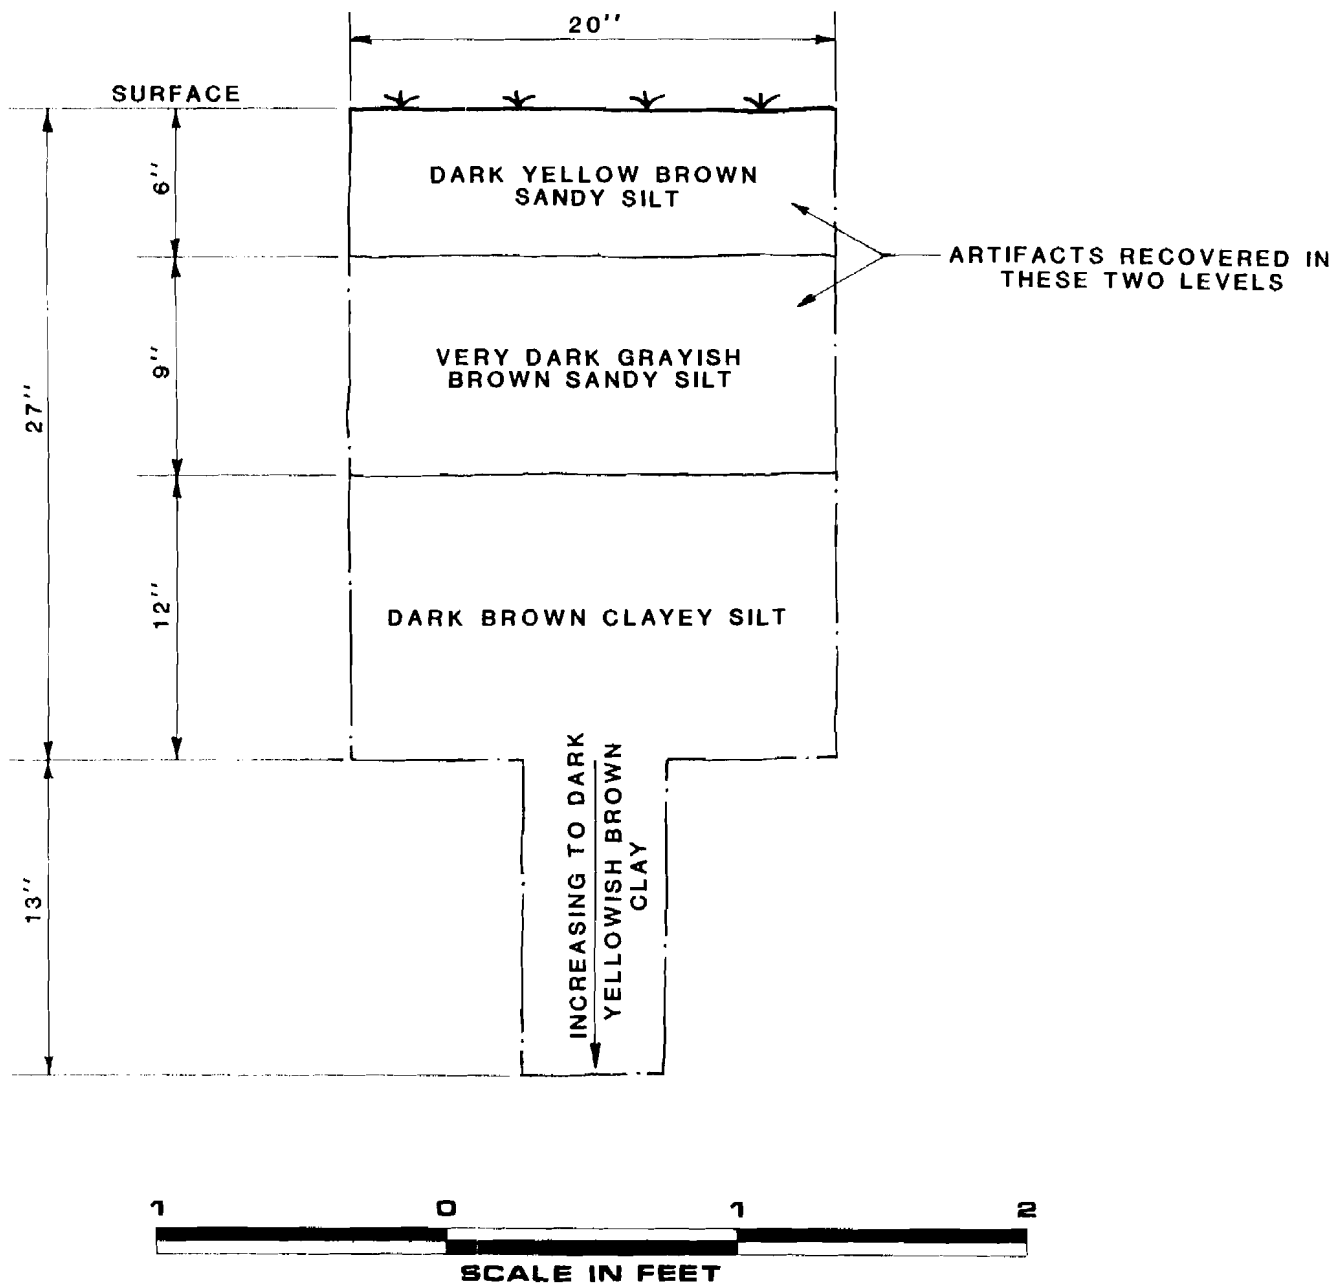 20''
SURFACE
6''
DARK YELLOW BROWN
SANDY SILT
ARTIFACTS RECOVERED IN
THESE TWO LEVELS
9''
VERY DARK GRAYISH
BROWN SANDY SILT
27''
12''
DARK BROWN CLAYEY SILT
13''
INCREASING TO DARK
YELLOWISH BROWN
CLAY
1 0 1 2
SCALE IN FEET